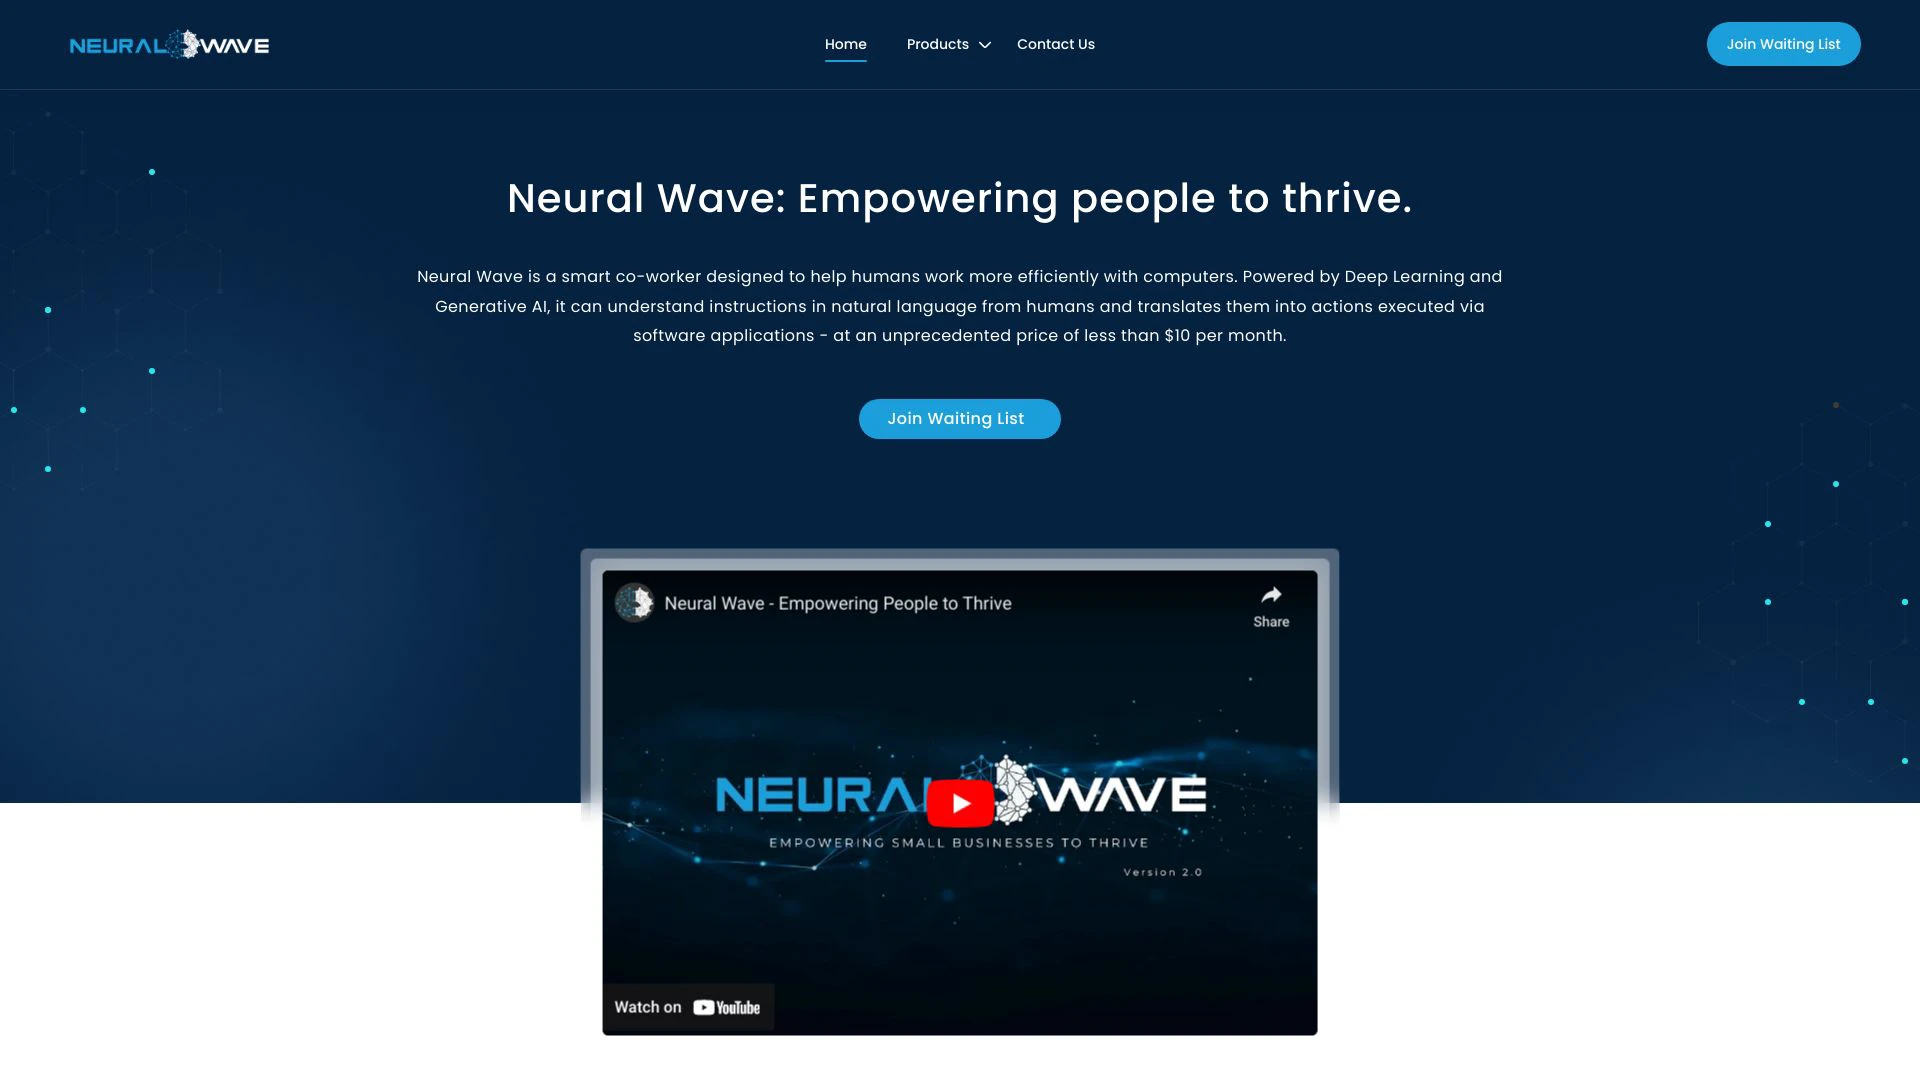 NEURAL WAVE
Home
Products
Contact Us
Join Waiting List
Neural Wave: Empowering people to thrive.
Neural Wave is a smart co-worker designed to help humans work more efficiently with computers. Powered by Deep Learning and
Generative AI, it can understand instructions in natural language from humans and translates them into actions executed via
software applications - at an unprecedented price of less than $10 per month.
Join Waiting List
Neural Wave - Empowering People to Thrive
Share
NEURAL WAVE
EMPOWERING SMALL BUSINESSES TO THRIVE
Version 2.0
Watch on YouTube